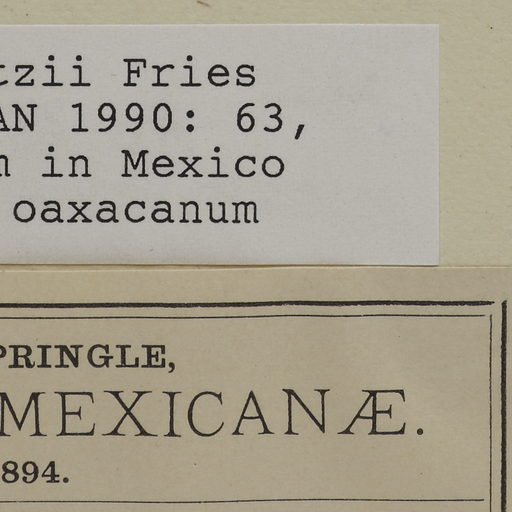 tzii Fries
AN 1990: 63,
m in Mexico
oaxacanum
PRINGLE,
MEXICANÆ.
894.